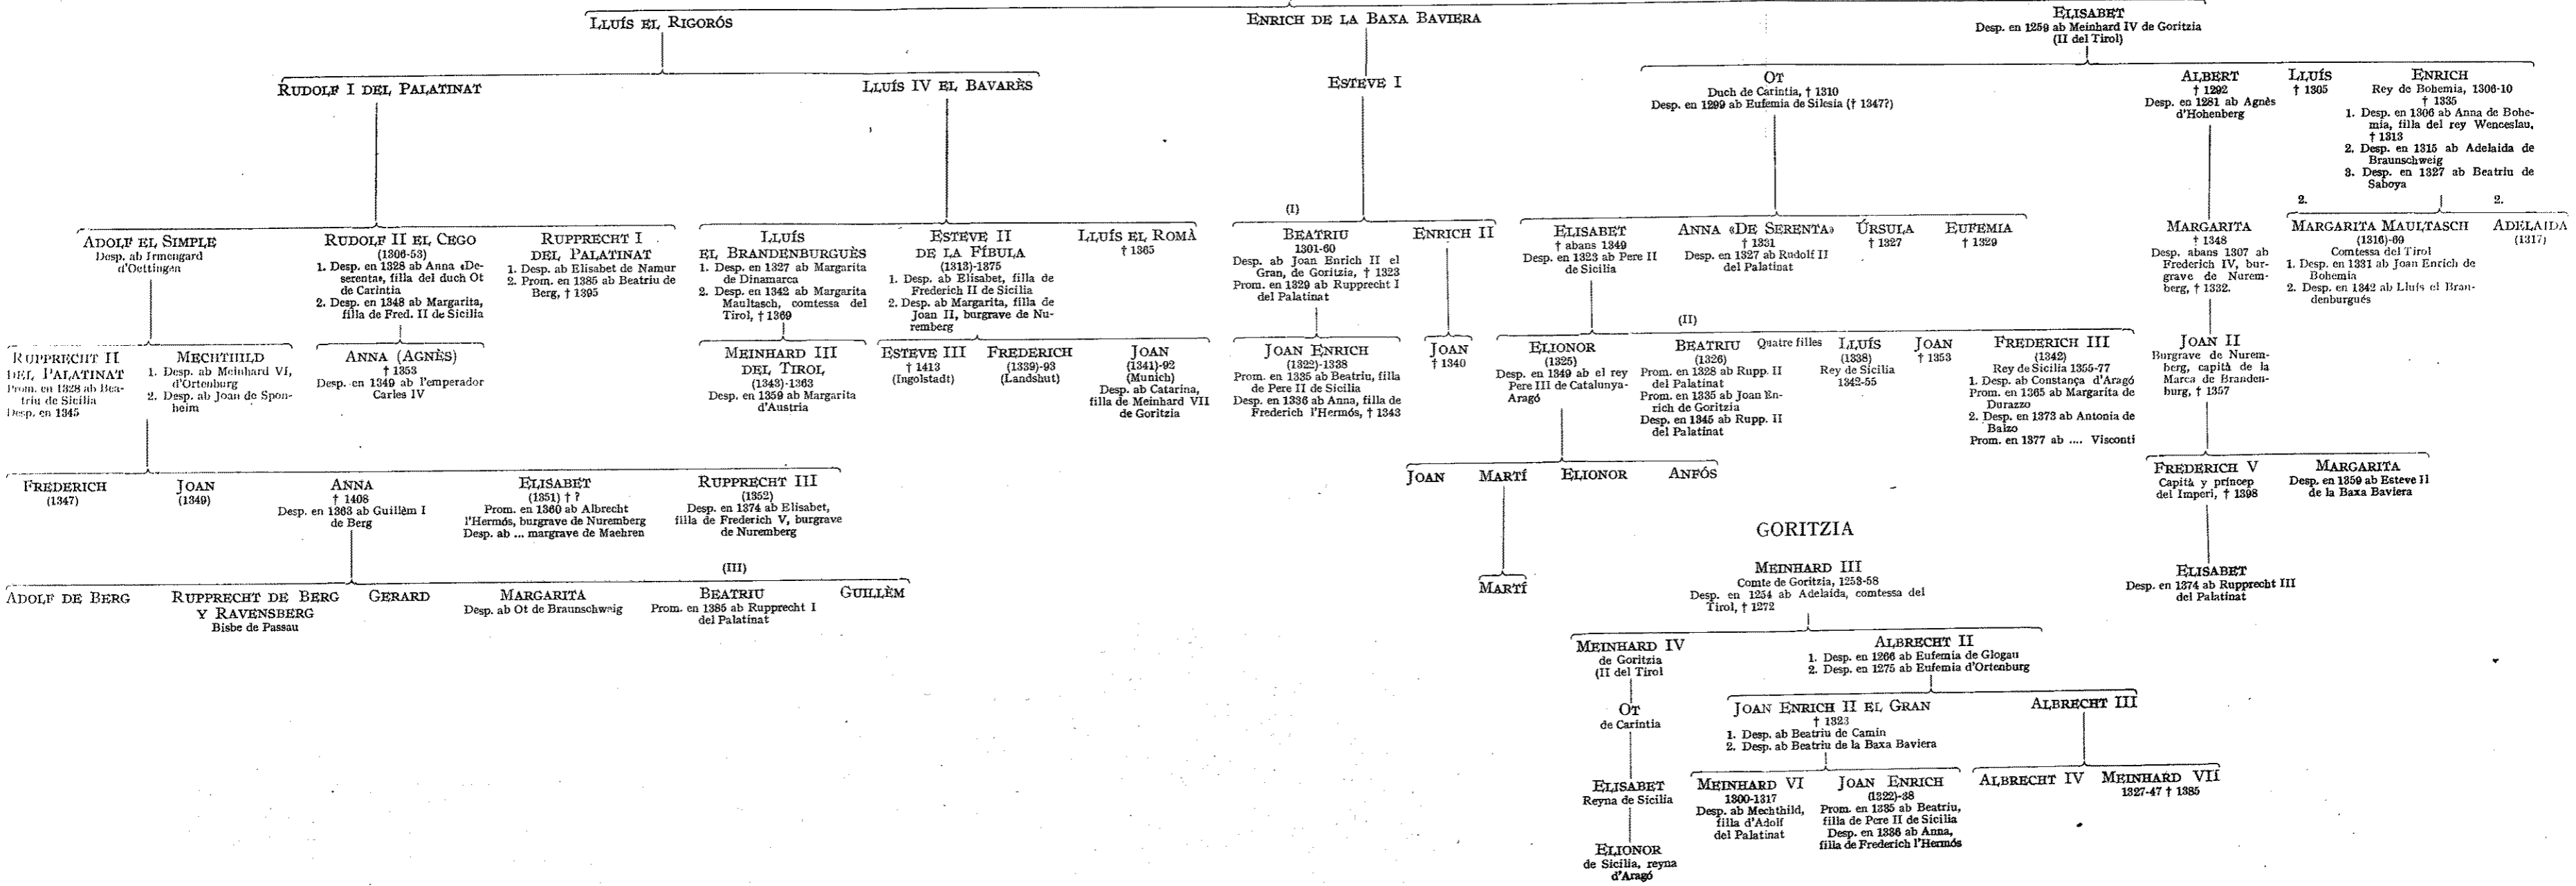 LLUÍS EL RIGORÓS
ENRICH DE LA BAXA BAVIERA
ELISABET
Desp. en 1259 ab Meinhard IV de Goritzia
(II del Tirol)
RUDOLF I DEL PALATINAT
LLUÍS IV EL BAVARÈS
ESTEVE I
OT
Duch de Carintia, † 1310
Desp. en 1299 ab Eufemia de Silesia († 1347?)
ALBERT
† 1292
Desp. en 1281 ab Agnès
d'Hohenberg
LLUÍS
† 1305
ENRICH
Rey de Bohemia, 1306-10
† 1335
1. Desp. en 1306 ab Anna de Bohe-
mia, filla del rey Wenceslau,
† 1313
2. Desp. en 1315 ab Adelaida de
Braunschweig
3. Desp. en 1327 ab Beatriu de
Saboya
ADOLF EL SIMPLE
Desp. ab Irmengard
d'Oettingen
RUDOLF II EL CEGO
(1306-53)
1. Desp. en 1328 ab Anna «De-
serenta», filla del duch Ot
de Carintia
2. Desp. en 1348 ab Margarita,
filla de Fred. II de Sicilia
RUPPRECHT I
DEL PALATINAT
1. Desp. ab Elisabet de Namur
2. Prom. en 1385 ab Beatriu de
Berg, † 1395
LLUÍS
EL BRANDENBURGUÈS
1. Desp. en 1327 ab Margarita
de Dinamarca
2. Desp. en 1342 ab Margarita
Maultasch, comtessa del
Tirol, † 1369
ESTEVE II
DE LA FÍBULA
(1313)-1375
1. Desp. ab Elisabet, filla de
Frederich II de Sicilia
2. Desp. ab Margarita, filla de
Joan II, burgrave de Nu-
remberg
LLUÍS EL ROMÀ
† 1365
(I)
BEATRIU
1301-60
Desp. ab Joan Enrich II el
Gran, de Goritzia, † 1323
Prom. en 1329 ab Rupprecht I
del Palatinat
ENRICH II
ELISABET
† abans 1349
Desp. en 1323 ab Pere II
de Sicilia
ANNA «DE SERENTA»
† 1331
Desp. en 1327 ab Rudolf II
del Palatinat
ÚRSULA
† 1327
EUFEMIA
† 1329
MARGARITA
† 1348
Desp. abans 1307 ab
Frederich IV, bur-
grave de Nurem-
berg, † 1332.
2.
2.
MARGARITA MAULTASCH
(1316)-69
Comtessa del Tirol
1. Desp. en 1331 ab Joan Enrich de
Bohemia
2. Desp. en 1342 ab Lluís el Bran-
denburgués
ADELAIDA
(1317)
RUPPRECHT II
DEL PALATINAT
Prom. en 1328 ab Bea-
triu de Sicilia
Desp. en 1345
MECHTHILD
1. Desp. ab Meinhard VI,
d'Ortenburg
2. Desp. ab Joan de Spon-
heim
ANNA (AGNÈS)
† 1353
Desp. en 1349 ab l'emperador
Carles IV
MEINHARD III
DEL TIROL
(1343)-1363
Desp. en 1359 ab Margarita
d'Austria
ESTEVE III
† 1413
(Ingolstadt)
FREDERICH
(1339)-93
(Landshut)
JOAN
(1341)-92
(Munich)
Desp. ab Catarina,
filla de Meinhard VII
de Goritzia
JOAN ENRICH
(1322)-1338
Prom. en 1335 ab Beatriu, filla
de Pere II de Sicilia
Desp. en 1336 ab Anna, filla de
Frederich l'Hermós, † 1343
JOAN
† 1340
(II)
ELIONOR
(1325)
Desp. en 1349 ab el rey
Pere III de Catalunya-
Aragó
BEATRIU
(1326)
Prom. en 1328 ab Rupp. II
del Palatinat
Prom. en 1335 ab Joan En-
rich de Goritzia
Desp. en 1345 ab Rupp. II
del Palatinat
Quatre filles
LLUÍS
(1338)
Rey de Sicilia
1342-55
JOAN
† 1353
FREDERICH III
(1342)
Rey de Sicilia 1355-77
1. Desp. ab Constança d'Aragó
Prom. en 1365 ab Margarita de
Durazzo
2. Desp. en 1373 ab Antonia de
Balzo
Prom. en 1377 ab .... Visconti
JOAN II
Burgrave de Nurem-
berg, capità de la
Marca de Branden-
burg, † 1357
FREDERICH
(1347)
JOAN
(1349)
ANNA
† 1408
Desp. en 1363 ab Guillèm I
de Berg
ELISABET
(1351) † ?
Prom. en 1360 ab Albrecht
l'Hermós, burgrave de Nuremberg
Desp. ab ... margrave de Maehren
RUPPRECHT III
(1352)
Desp. en 1374 ab Elisabet,
filla de Frederich V, burgrave
de Nuremberg
JOAN
MARTÍ
ELIONOR
ANFÓS
FREDERICH V
Capità y príncep
del Imperi, † 1398
MARGARITA
Desp. en 1359 ab Esteve II
de la Baxa Baviera
(III)
ADOLF DE BERG
RUPPRECHT DE BERG
Y RAVENSBERG
Bisbe de Passau
GERARD
MARGARITA
Desp. ab Ot de Braunschweig
BEATRIU
Prom. en 1385 ab Rupprecht I
del Palatinat
GUILLÈM
MARTÍ
ELISABET
Desp. en 1374 ab Rupprecht III
del Palatinat
GORITZIA
MEINHARD III
Comte de Goritzia, 1253-58
Desp. en 1254 ab Adelaida, comtessa del
Tirol, † 1272
MEINHARD IV
de Goritzia
(II del Tirol
ALBRECHT II
1. Desp. en 1266 ab Eufemia de Glogau
2. Desp. en 1275 ab Eufemia d'Ortenburg
OT
de Carintia
JOAN ENRICH II EL GRAN
† 1323
1. Desp. ab Beatriu de Camin
2. Desp. ab Beatriu de la Baxa Baviera
ALBRECHT III
ELISABET
Reyna de Sicilia
MEINHARD VI
1300-1317
Desp. ab Mechthild,
filla d'Adolf
del Palatinat
JOAN ENRICH
(1322)-38
Prom. en 1335 ab Beatriu,
filla de Pere II de Sicilia
Desp. en 1336 ab Anna,
filla de Frederich l'Hermós
ALBRECHT IV
MEINHARD VII
1327-47 † 1385
ELIONOR
de Sicilia, reyna
d'Aragó